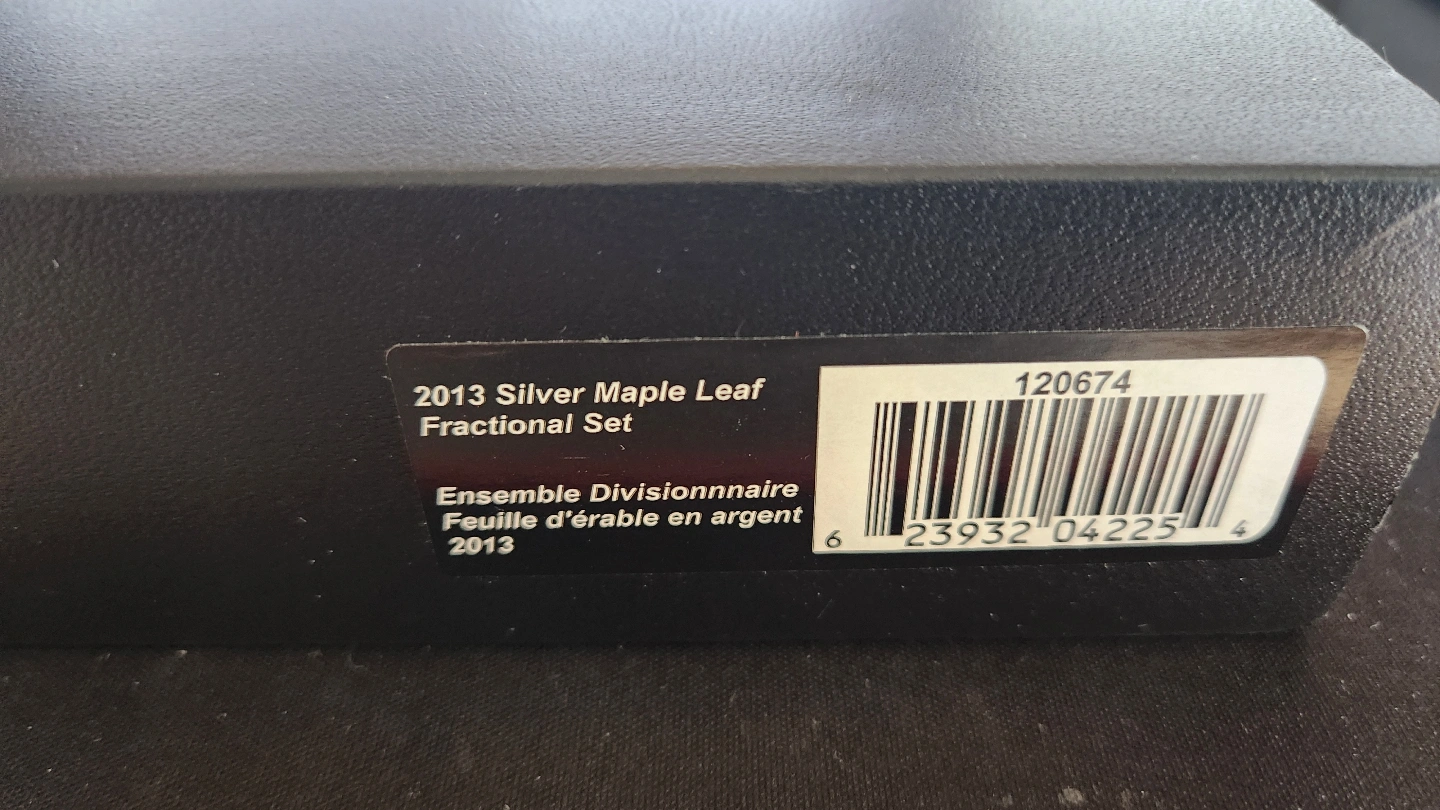 2013 Silver Maple Leaf
Fractional Set
Ensemble Divisionnnaire
Feuille d'érable en argent
2013
120674
6 23932 04225 4